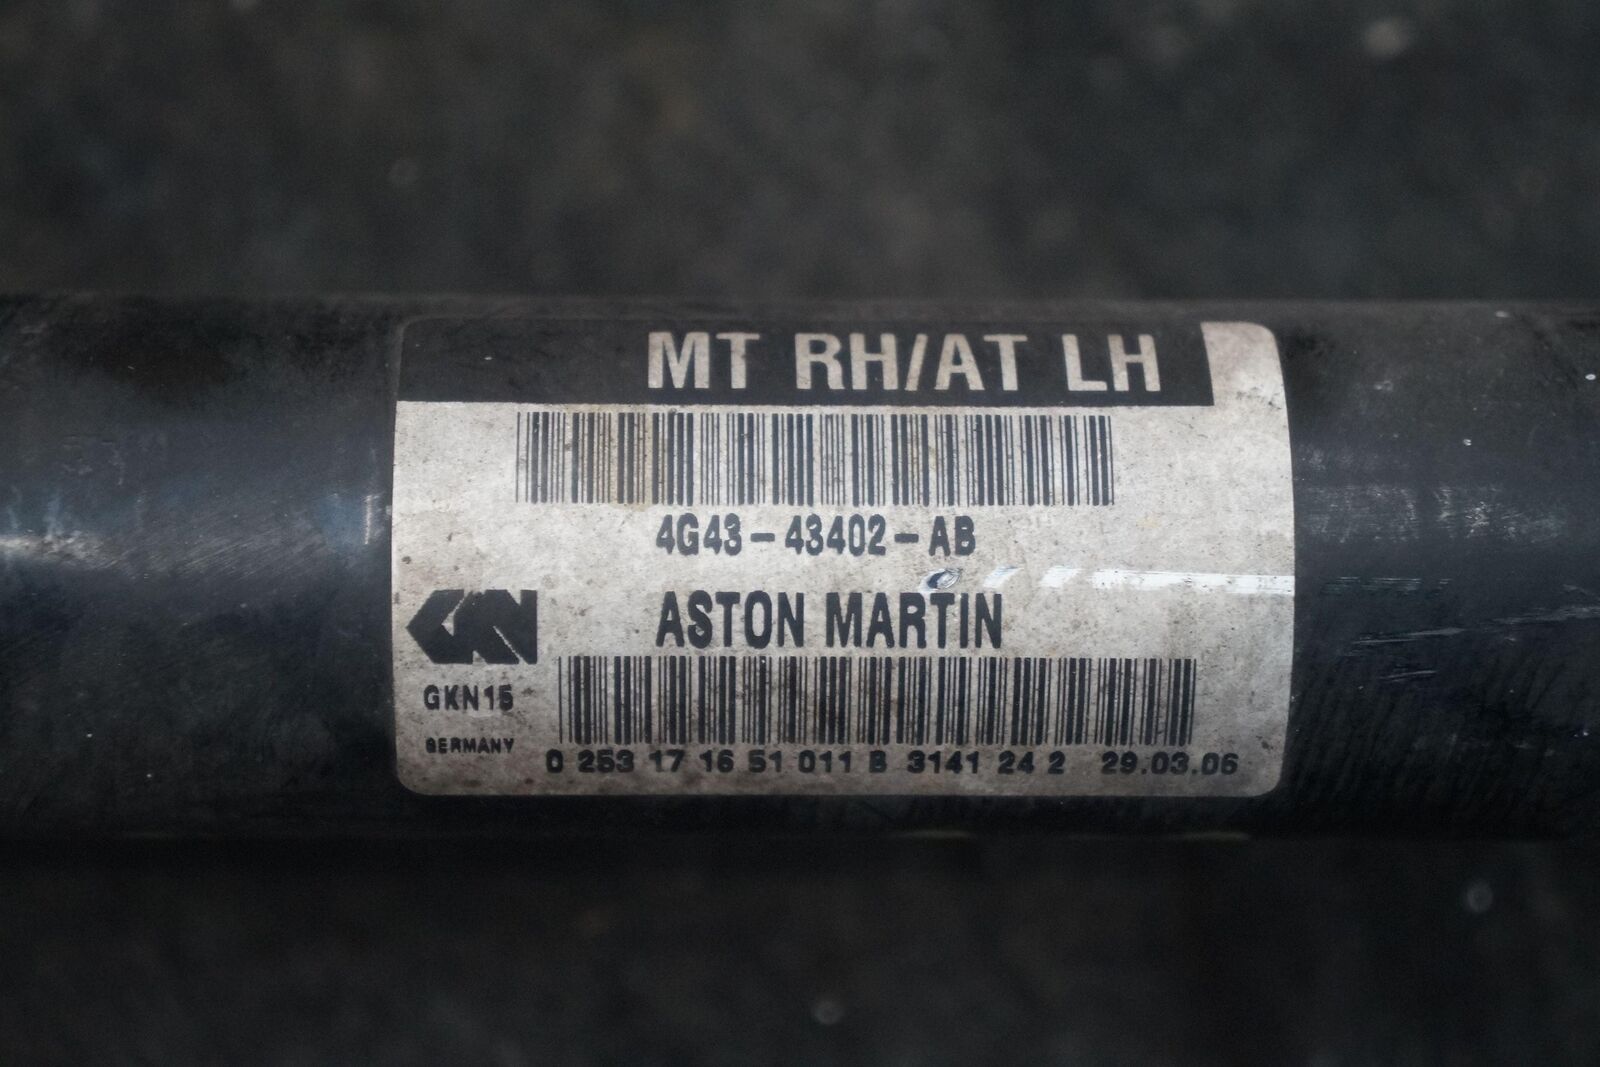 MT RH/AT LH
4G43-43402-AB
ASTON MARTIN
GKN
GKN15
GERMANY
0 253 17 16 51 011 B 3141 24 2 29.03.06